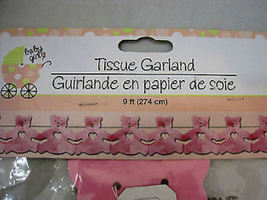 baby girl
Tissue Garland
Guirlande en papier de soie
9 ft (274 cm)